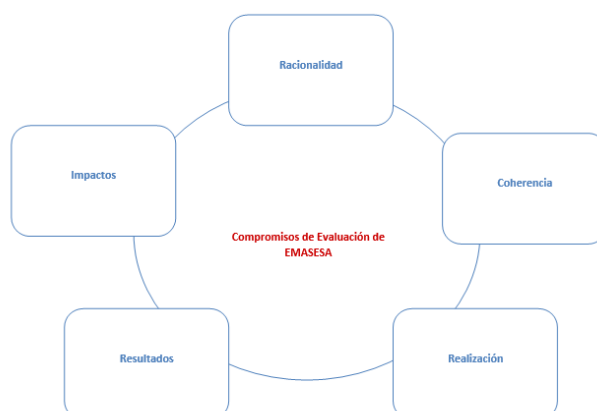 Racionalidad
Impactos
Coherencia
Compromisos de Evaluación de
EMASESA
Resultados
Realización